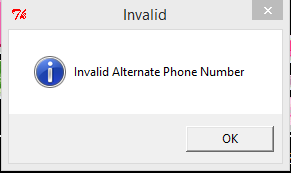 Invalid
Invalid Alternate Phone Number
OK